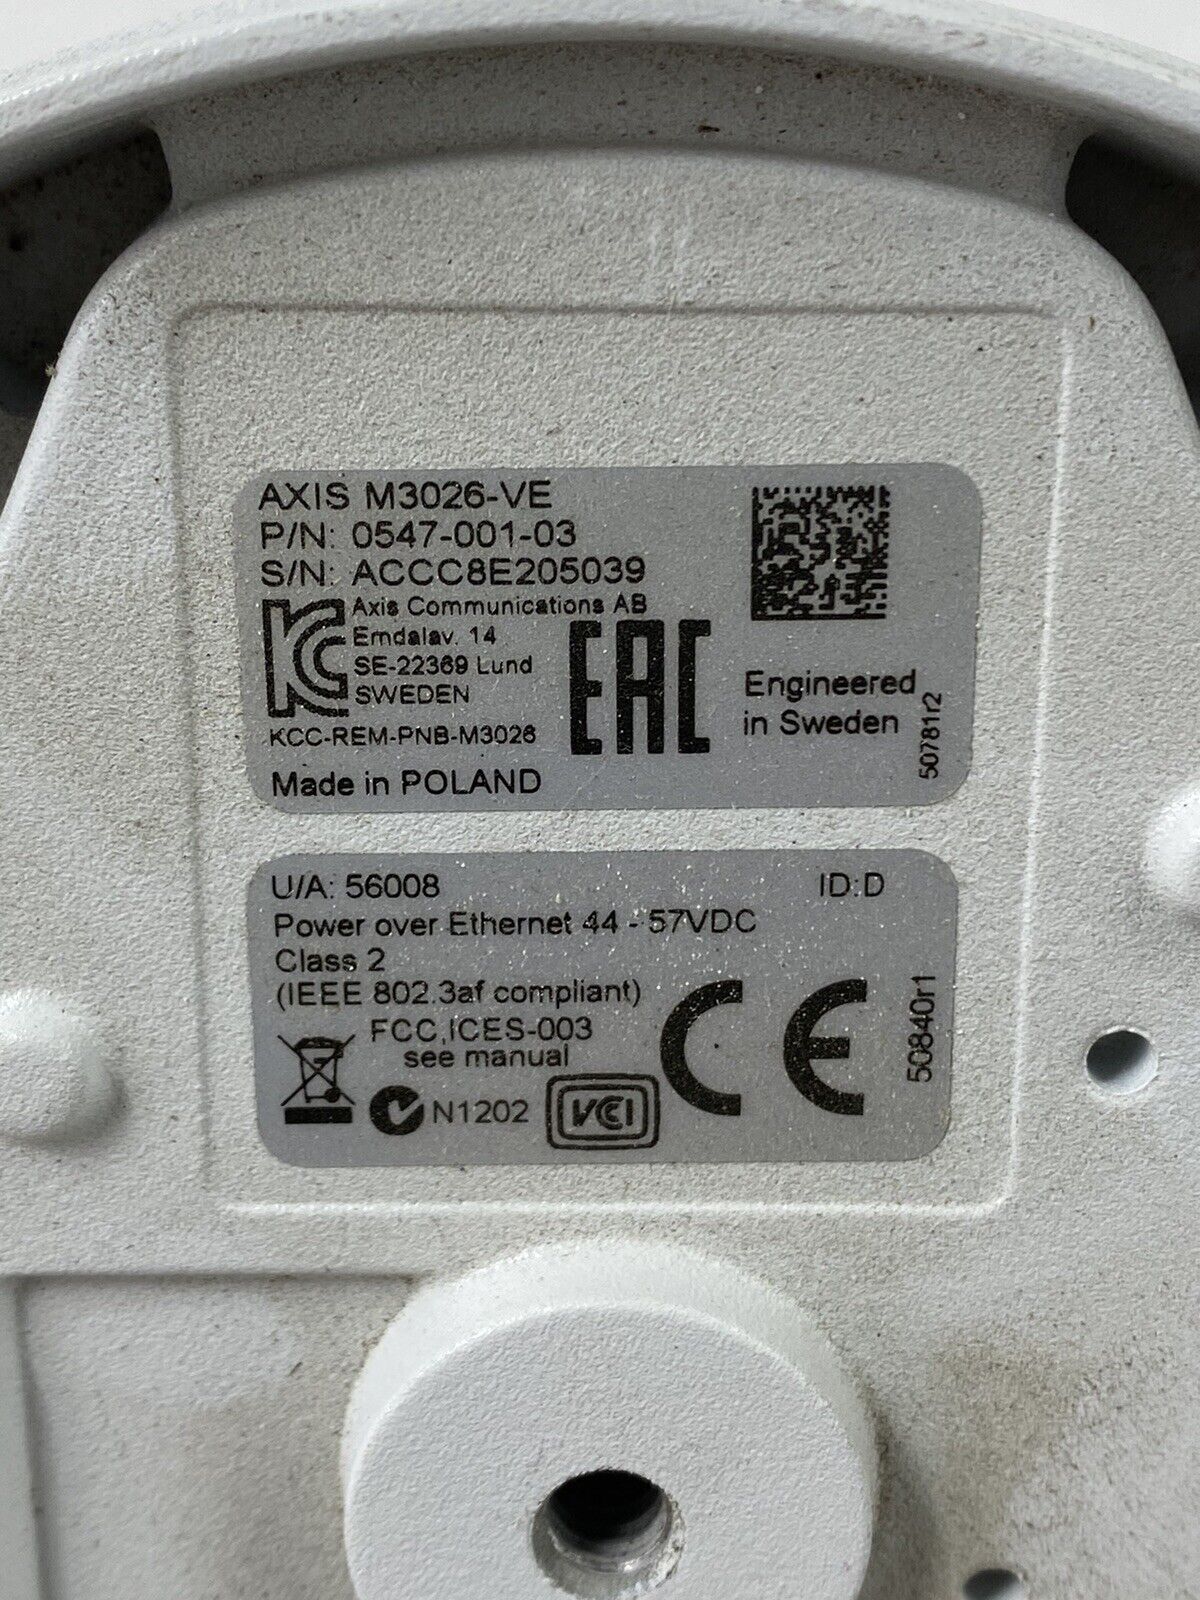 AXIS M3026-VE
P/N: 0547-001-03
S/N: ACCC8E205039
Axis Communications AB
Emdalav. 14
SE-22369 Lund
SWEDEN
KC
KCC-REM-PNB-M3026
EAC
Engineered
in Sweden
50781r2
Made in POLAND
U/A: 56008
ID:D
Power over Ethernet 44 - 57VDC
Class 2
(IEEE 802.3af compliant)
FCC,ICES-003
see manual
N1202
VCCI
CE
50840r1